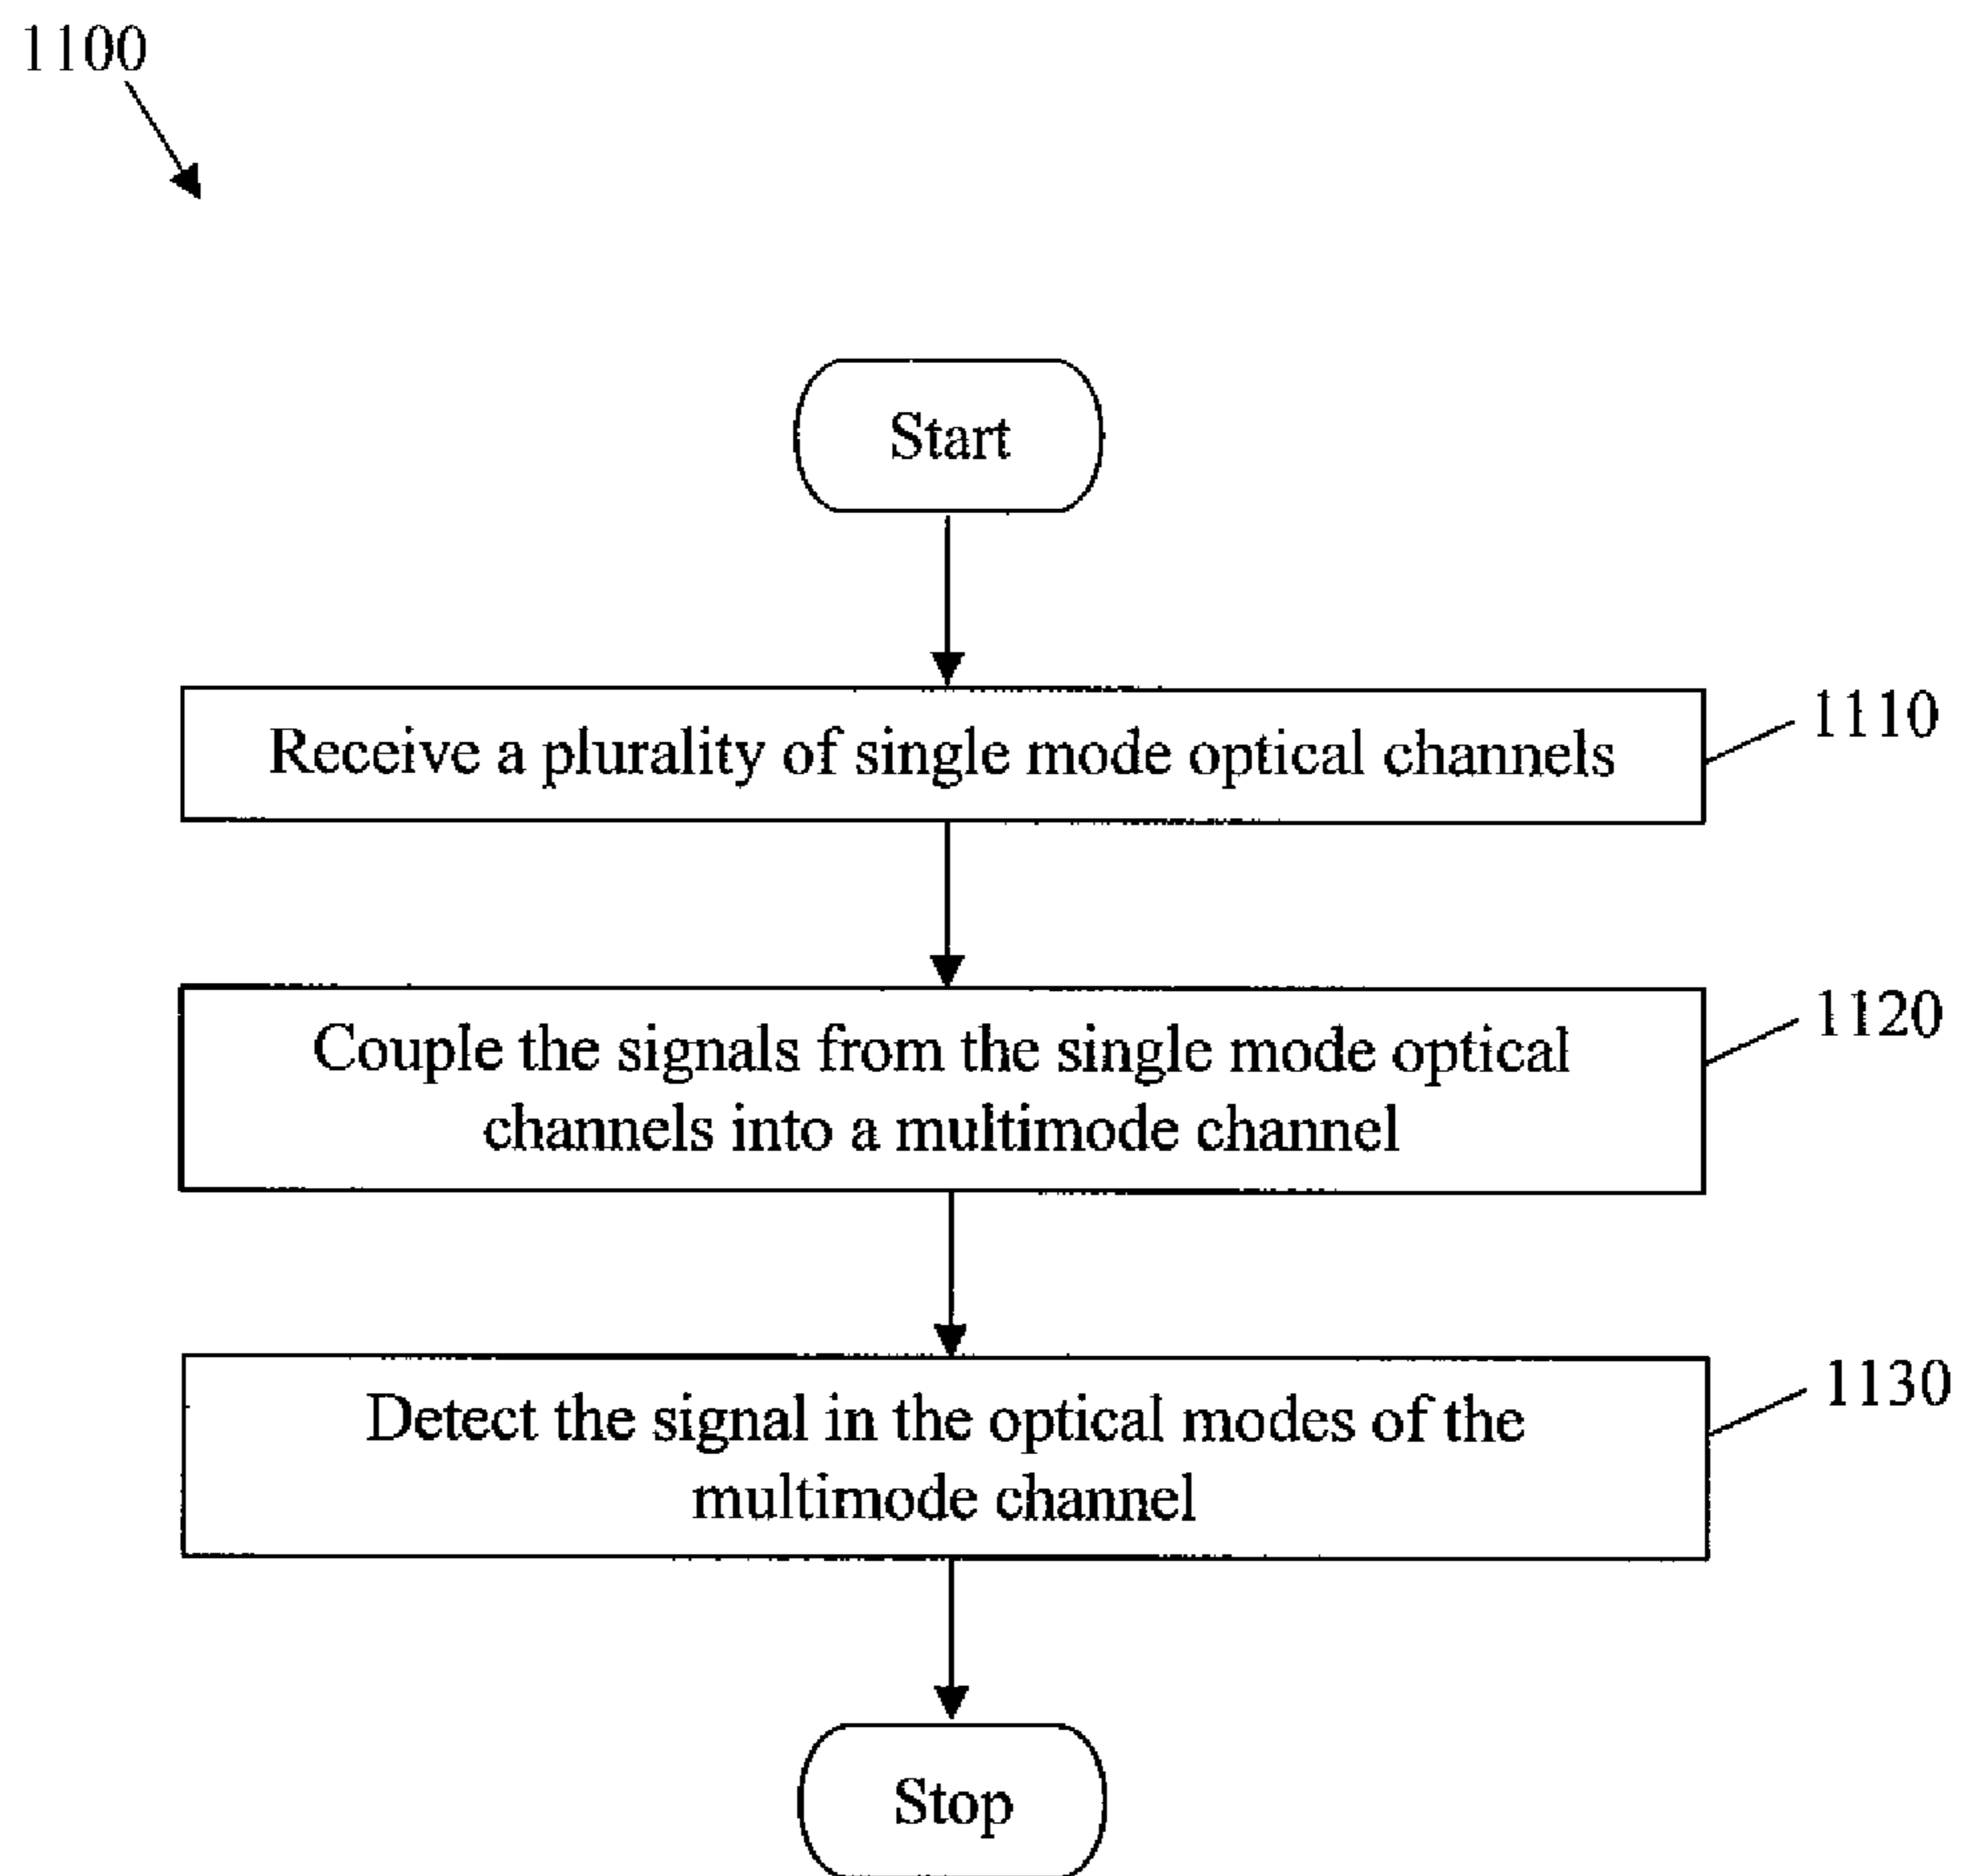 1100
Start
Receive a plurality of single mode optical channels
1110
Couple the signals from the single mode optical
channels into a multimode channel
1120
Detect the signal in the optical modes of the
multimode channel
1130
Stop